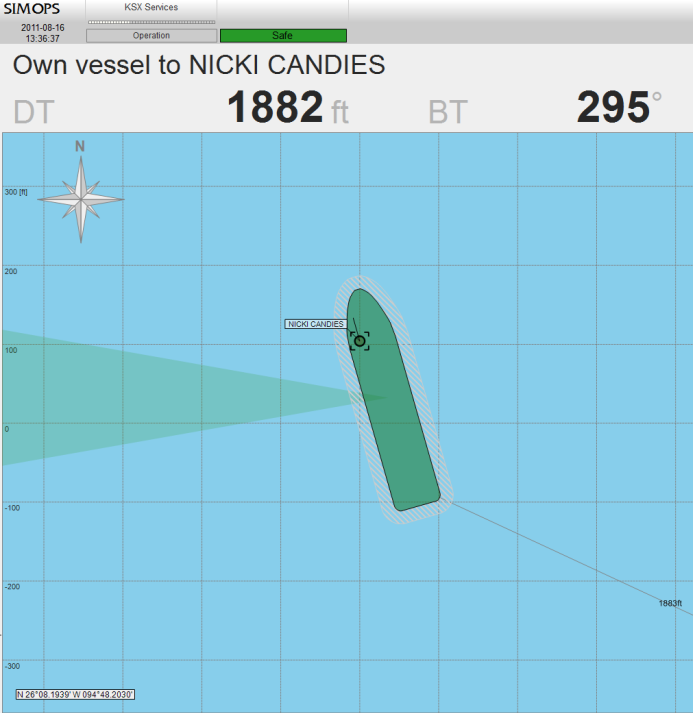 SIMOPS
KSX Services
2011-08-16
13:36:37
Operation
Safe
Own vessel to NICKI CANDIES
DT 1882 ft BT 295°
N
300 [ft]
200
NICKI CANDIES
100
0
-100
-200
1883ft
-300
N 26°08.1939' W 094°48.2030'